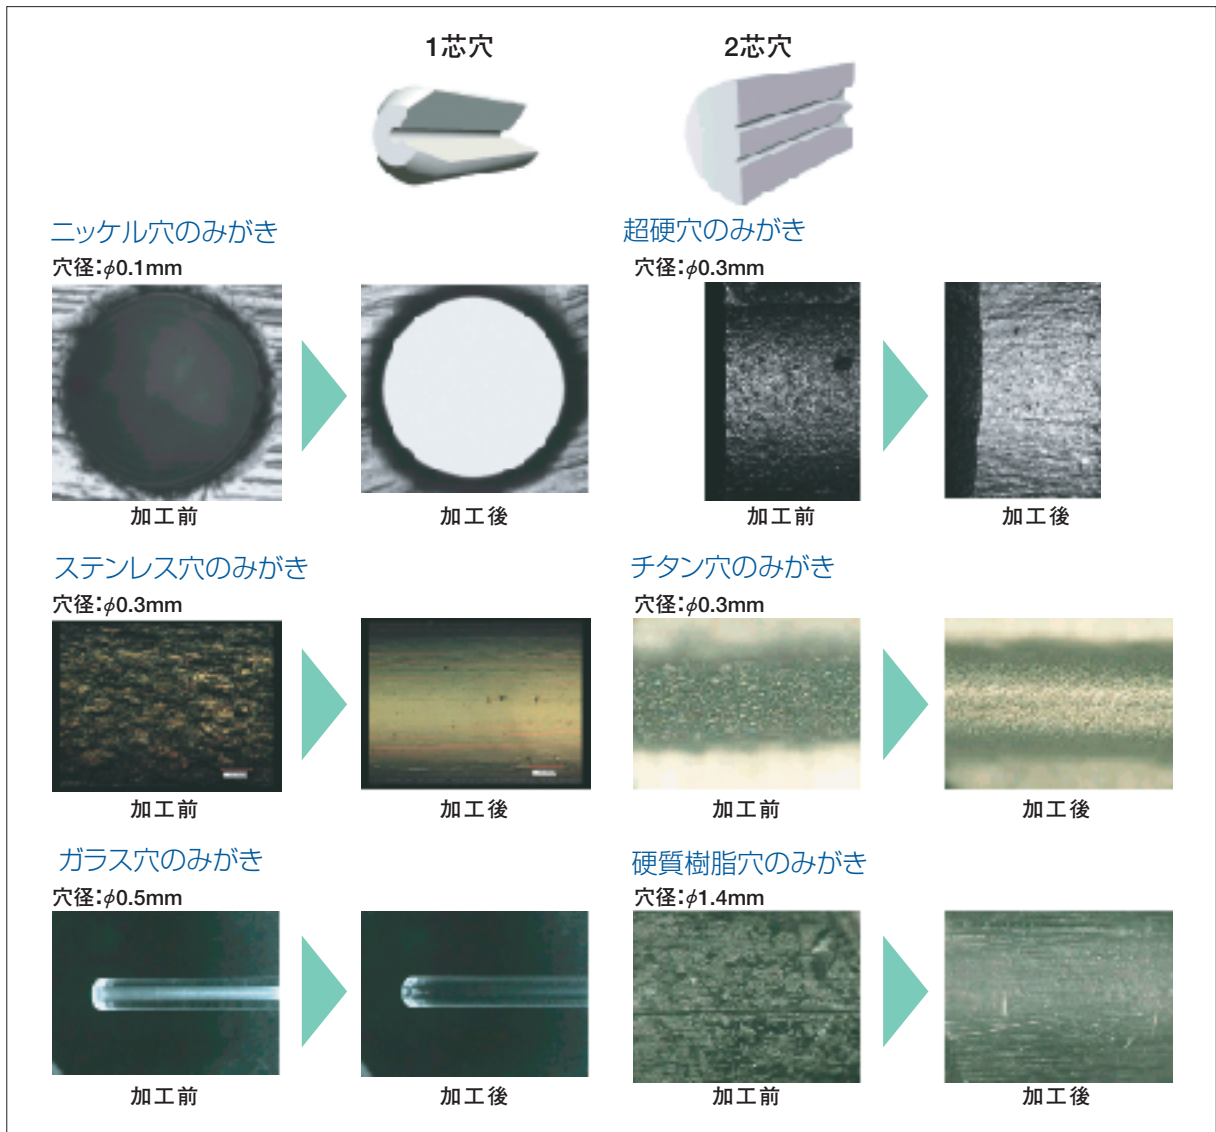 1芯穴
2芯穴
ニッケル穴のみがき
穴径:φ0.1mm
加工前
加工後
超硬穴のみがき
穴径:φ0.3mm
加工前
加工後
ステンレス穴のみがき
穴径:φ0.3mm
加工前
加工後
チタン穴のみがき
穴径:φ0.3mm
加工前
加工後
ガラス穴のみがき
穴径:φ0.5mm
加工前
加工後
硬質樹脂穴のみがき
穴径:φ1.4mm
加工前
加工後